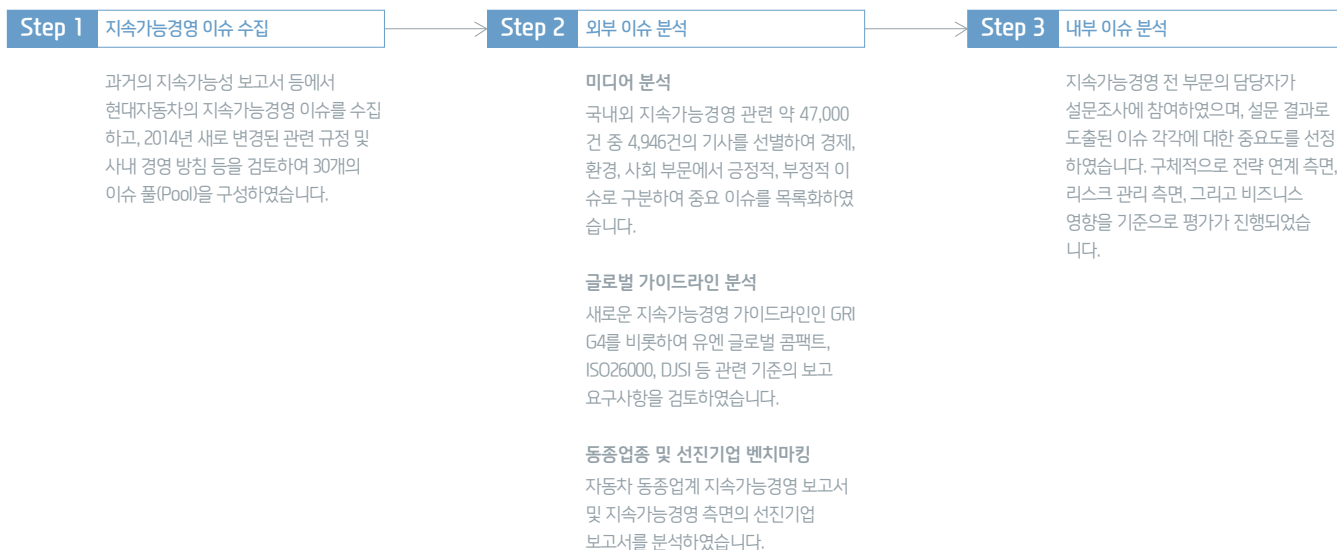 Step 1 지속가능경영 이슈 수집
과거의 지속가능성 보고서 등에서
현대자동차의 지속가능경영 이슈를 수집
하고, 2014년 새로 변경된 관련 규정 및
사내 경영 방침 등을 검토하여 30개의
이슈 풀(Pool)을 구성하였습니다.
Step 2 외부 이슈 분석
미디어 분석
국내외 지속가능경영 관련 약 47,000
건 중 4,946건의 기사를 선별하여 경제,
환경, 사회 부문에서 긍정적, 부정적 이
슈로 구분하여 중요 이슈를 목록화하였
습니다.
글로벌 가이드라인 분석
새로운 지속가능경영 가이드라인인 GRI
G4를 비롯하여 유엔 글로벌 콤팩트,
ISO26000, DJSI 등 관련 기준의 보고
요구사항을 검토하였습니다.
동종업종 및 선진기업 벤치마킹
자동차 동종업계 지속가능경영 보고서
및 지속가능경영 측면의 선진기업
보고서를 분석하였습니다.
Step 3 내부 이슈 분석
지속가능경영 전 부문의 담당자가
설문조사에 참여하였으며, 설문 결과로
도출된 이슈 각각에 대한 중요도를 선정
하였습니다. 구체적으로 전략 연계 측면,
리스크 관리 측면, 그리고 비즈니스
영향을 기준으로 평가가 진행되었습
니다.